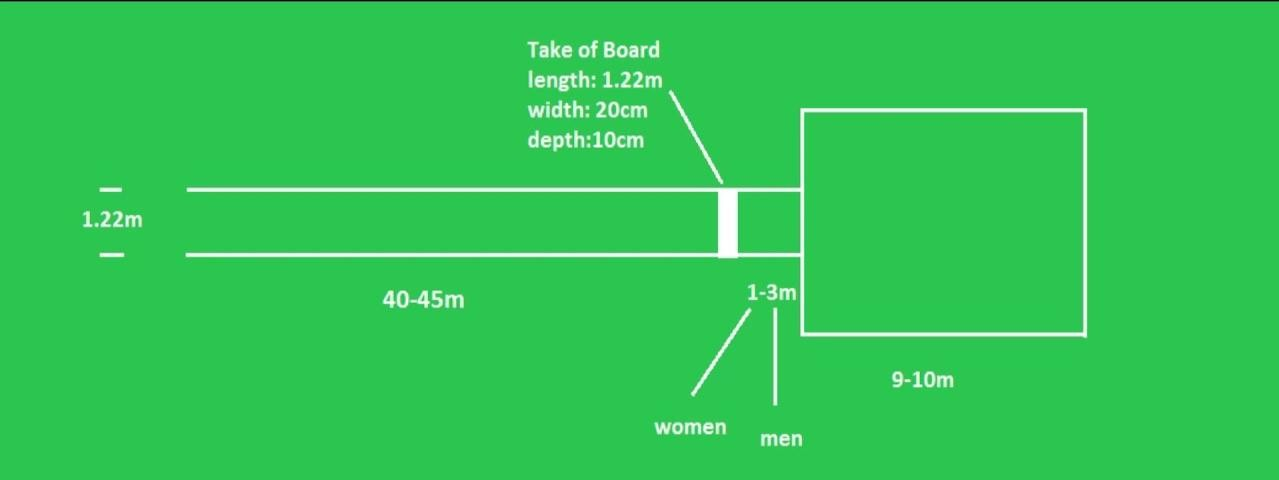 Take of Board
length: 1.22m
width: 20cm
depth:10cm
1.22m
40-45m
1-3m
women
men
9-10m